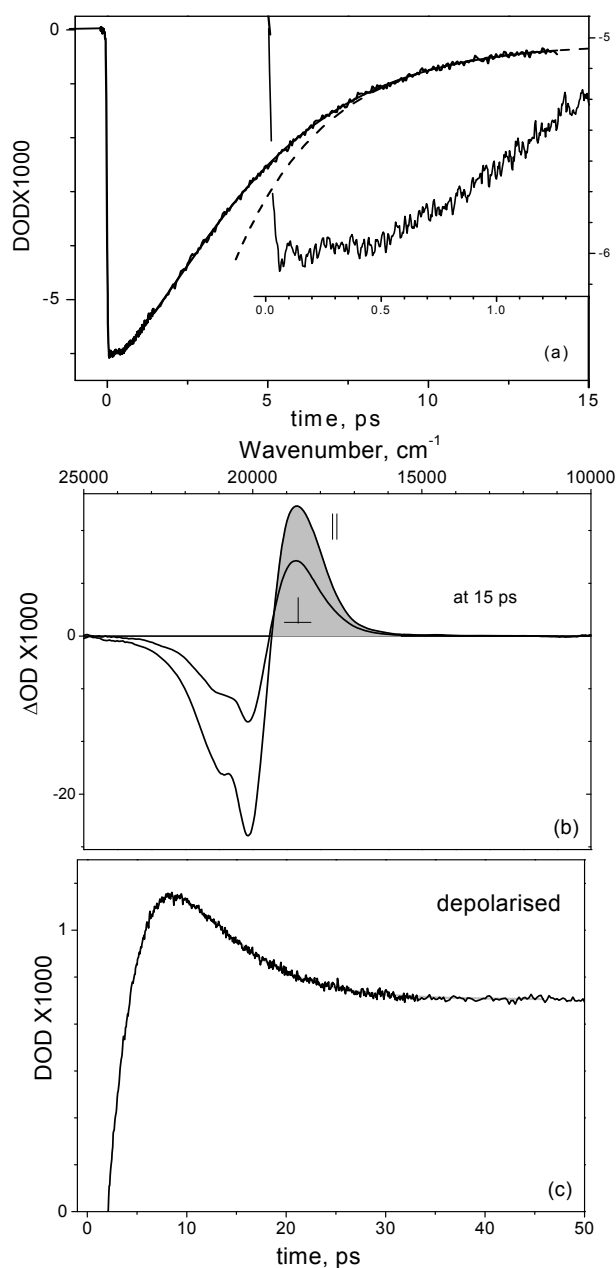 0
-5
DODX1000
-5
-6
0.0 0.5 1.0
(a)
0 5 10 15
time, ps
Wavenumber, cm-1
25000 20000 15000 10000
||
⊥
at 15 ps
0
-20
ΔOD X1000
(b)
depolarised
1
0
DOD X1000
(c)
0 10 20 30 40 50
time, ps